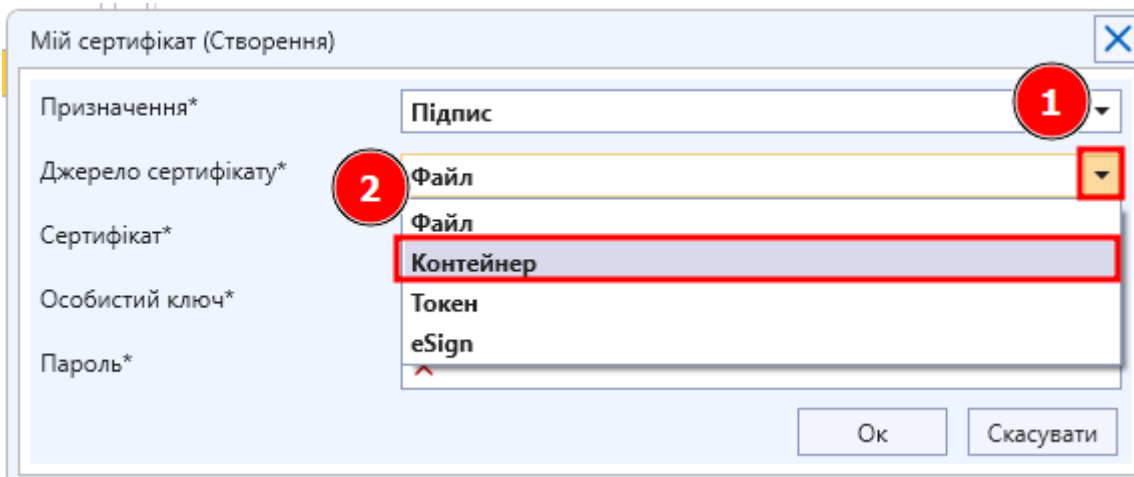 Мій сертифікат (Створення)
Призначення*
Підпис
1
Джерело сертифікату*
2
Файл
Файл
Сертифікат*
Контейнер
Особистий ключ*
Токен
eSign
Пароль*
Ок
Скасувати